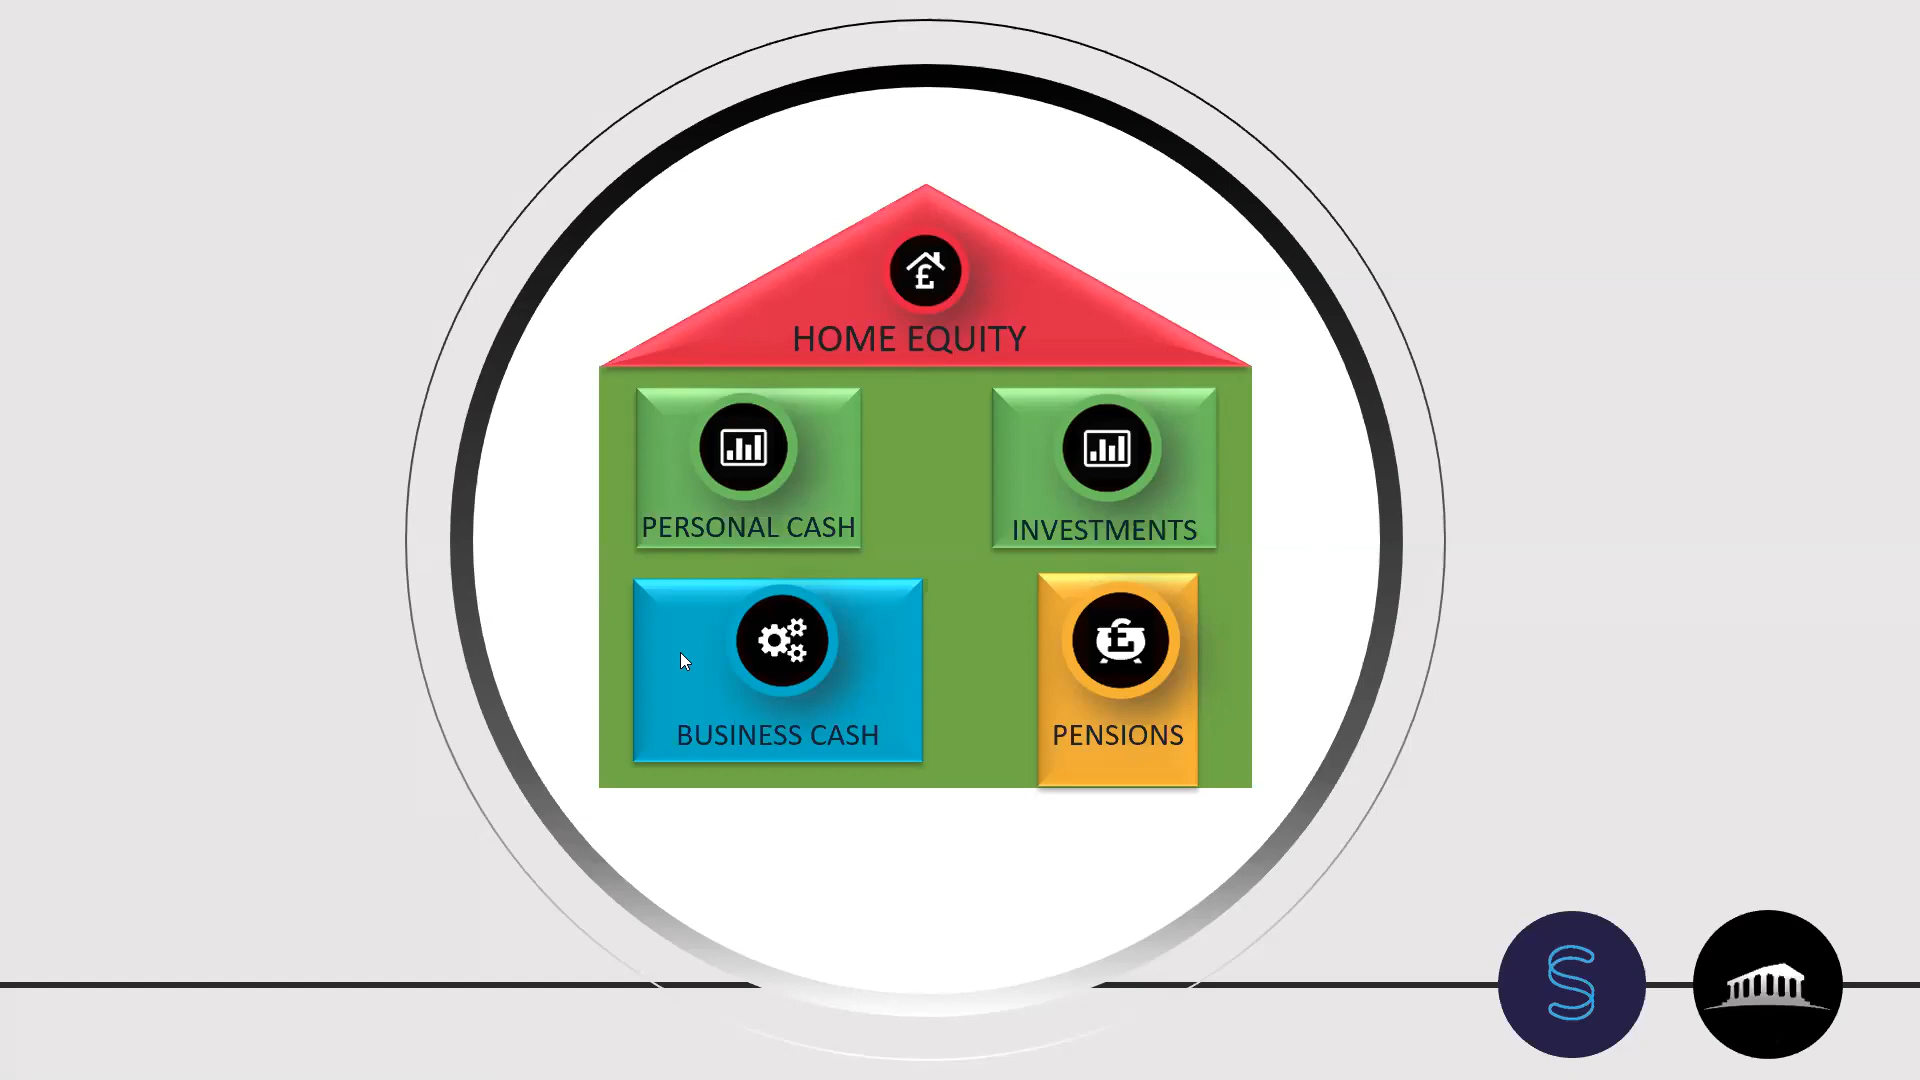 HOME EQUITY
PERSONAL CASH
INVESTMENTS
BUSINESS CASH
PENSIONS